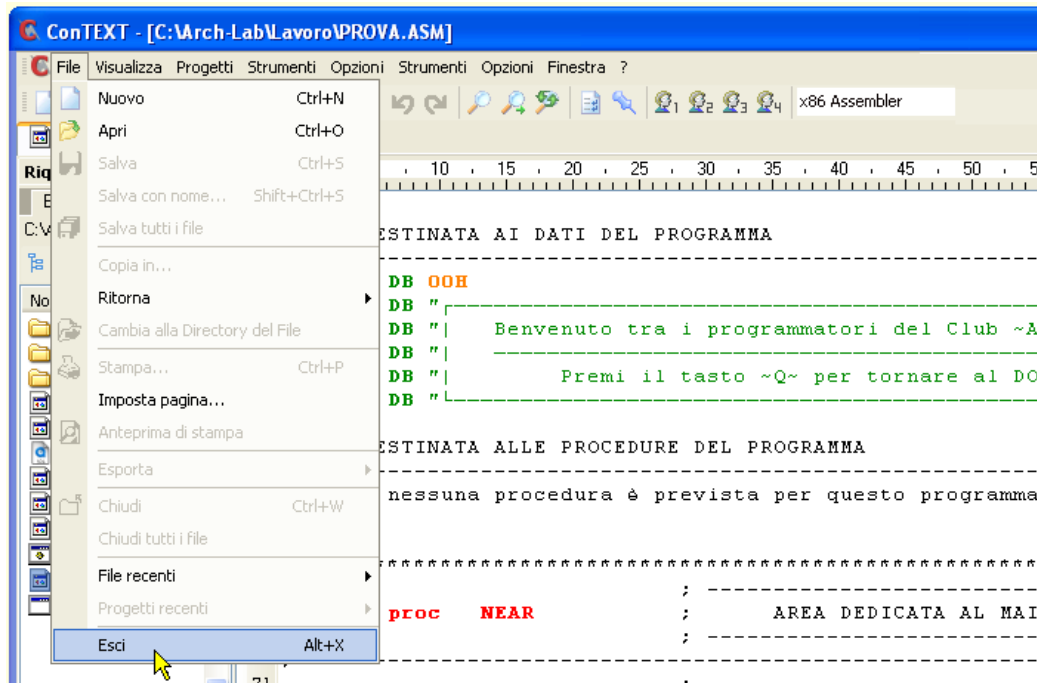 ConTEXT - [C:\Arch-Lab\Lavoro\PROVA.ASM]
File Visualizza Progetti Strumenti Opzioni Strumenti Opzioni Finestra ?
x86 Assembler
Nuovo Ctrl+N
Apri Ctrl+O
Salva Ctrl+S
Salva con nome... Shift+Ctrl+S
Salva tutti i file
Copia in...
Ritorna
Cambia alla Directory del File
Stampa... Ctrl+P
Imposta pagina...
Anteprima di stampa
Esporta
Chiudi Ctrl+W
Chiudi tutti i file
File recenti
Progetti recenti
Esci Alt+X
Riq
E
C:\
No
10 15 20 25 30 35 40 45 50 5
ESTINATA AI DATI DEL PROGRAMMA
DB 00H
DB "
DB "| Benvenuto tra i programmatori del Club ~A
DB "|
DB "| Premi il tasto ~Q~ per tornare al DO
DB "
ESTINATA ALLE PROCEDURE DEL PROGRAMMA
nessuna procedura è prevista per questo programma
************************************************
;
proc NEAR ; AREA DEDICATA AL MAI
;
71